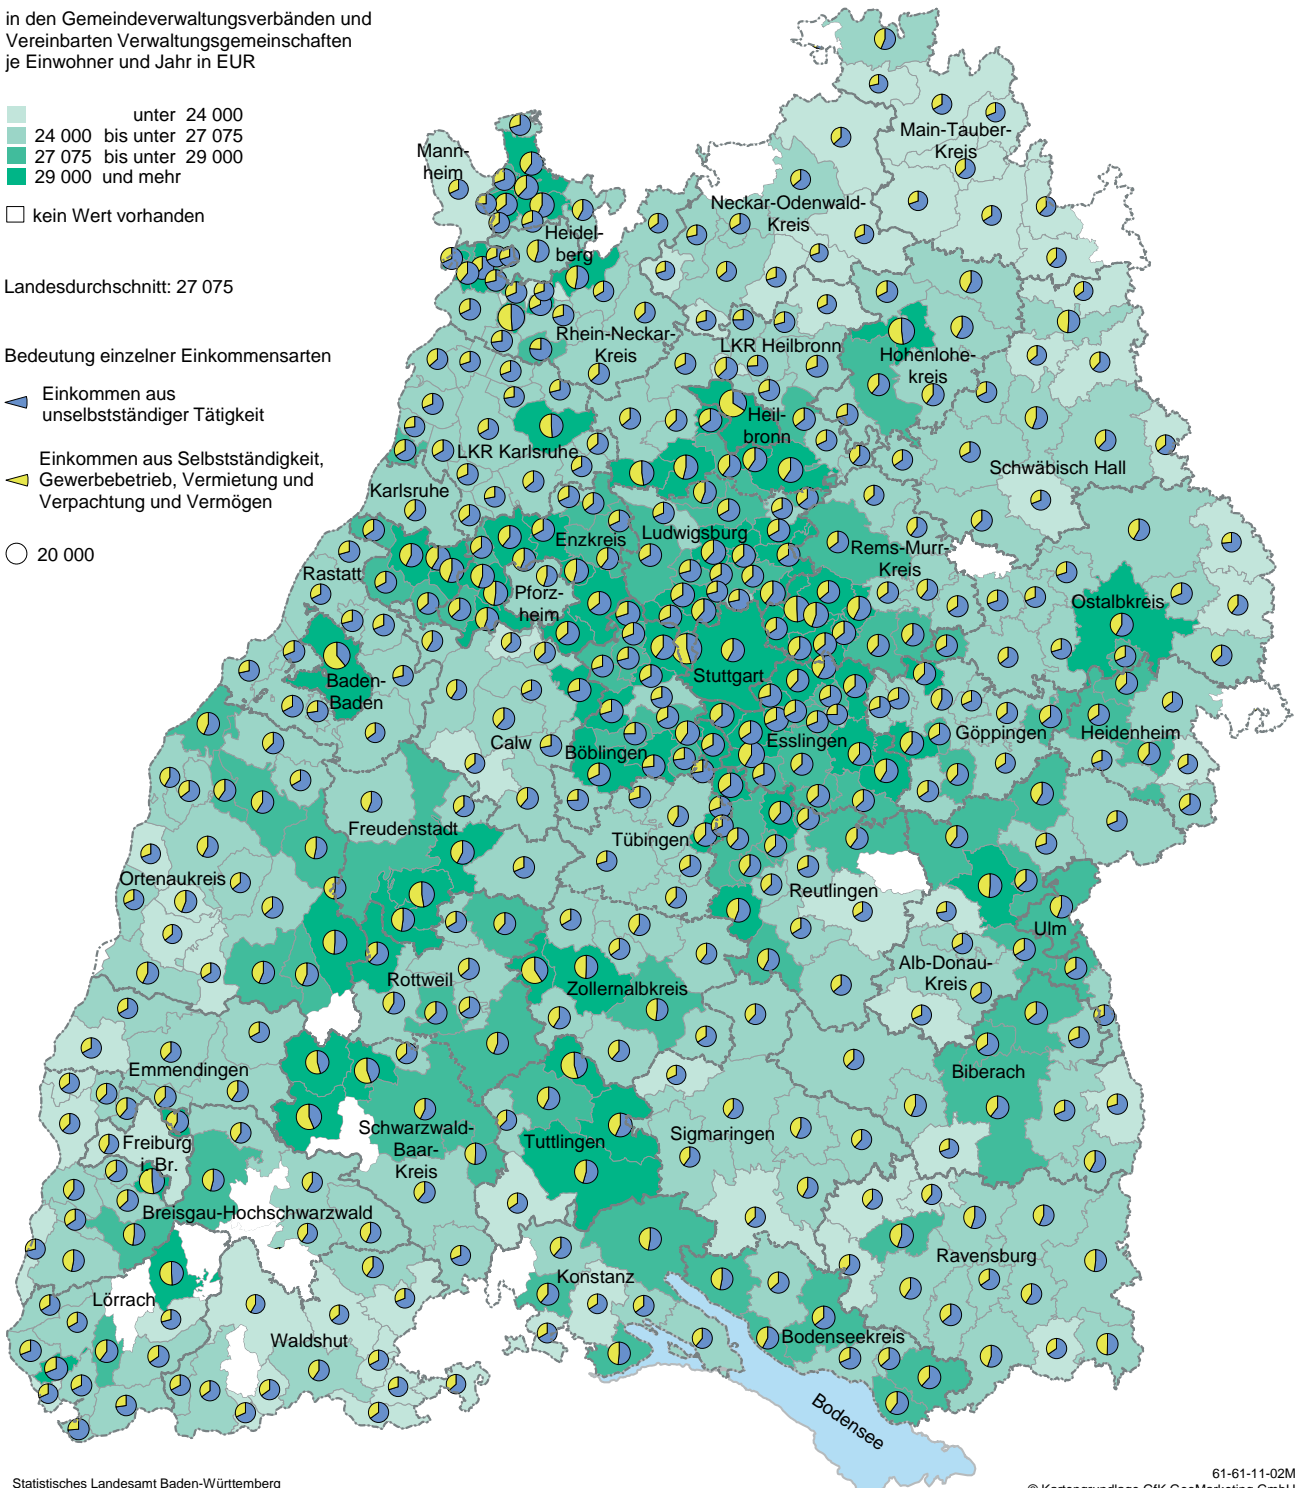 in den Gemeindeverwaltungsverbänden und
Vereinbarten Verwaltungsgemeinschaften
je Einwohner und Jahr in EUR
unter 24 000
24 000 bis unter 27 075
27 075 bis unter 29 000
29 000 und mehr
kein Wert vorhanden
Landesdurchschnitt: 27 075
Bedeutung einzelner Einkommensarten
Einkommen aus
unselbstständiger Tätigkeit
Einkommen aus Selbstständigkeit,
Gewerbebetrieb, Vermietung und
Verpachtung und Vermögen
20 000
Main-Tauber-
Kreis
Mann-
heim
Neckar-Odenwald-
Kreis
Heidel-
berg
Rhein-Neckar-
Kreis
LKR Heilbronn
Hohenlohe-
kreis
Heil-
bronn
LKR Karlsruhe
Schwäbisch Hall
Karlsruhe
Enzkreis
Ludwigsburg
Rems-Murr-
Kreis
Rastatt
Pforz-
heim
Ostalbkreis
Baden-
Baden
Stuttgart
Calw
Böblingen
Esslingen
Göppingen
Heidenheim
Freudenstadt
Tübingen
Ortenaukreis
Reutlingen
Ulm
Rottweil
Zollernalbkreis
Alb-Donau-
Kreis
Emmendingen
Biberach
Freiburg
i. Br.
Schwarzwald-
Baar-
Kreis
Tuttlingen
Sigmaringen
Breisgau-Hochschwarzwald
Ravensburg
Konstanz
Lörrach
Waldshut
Bodenseekreis
Bodensee
Statistisches Landesamt Baden-Württemberg
61-61-11-02M
© Kartengrundlage GfK GeoMarketing GmbH